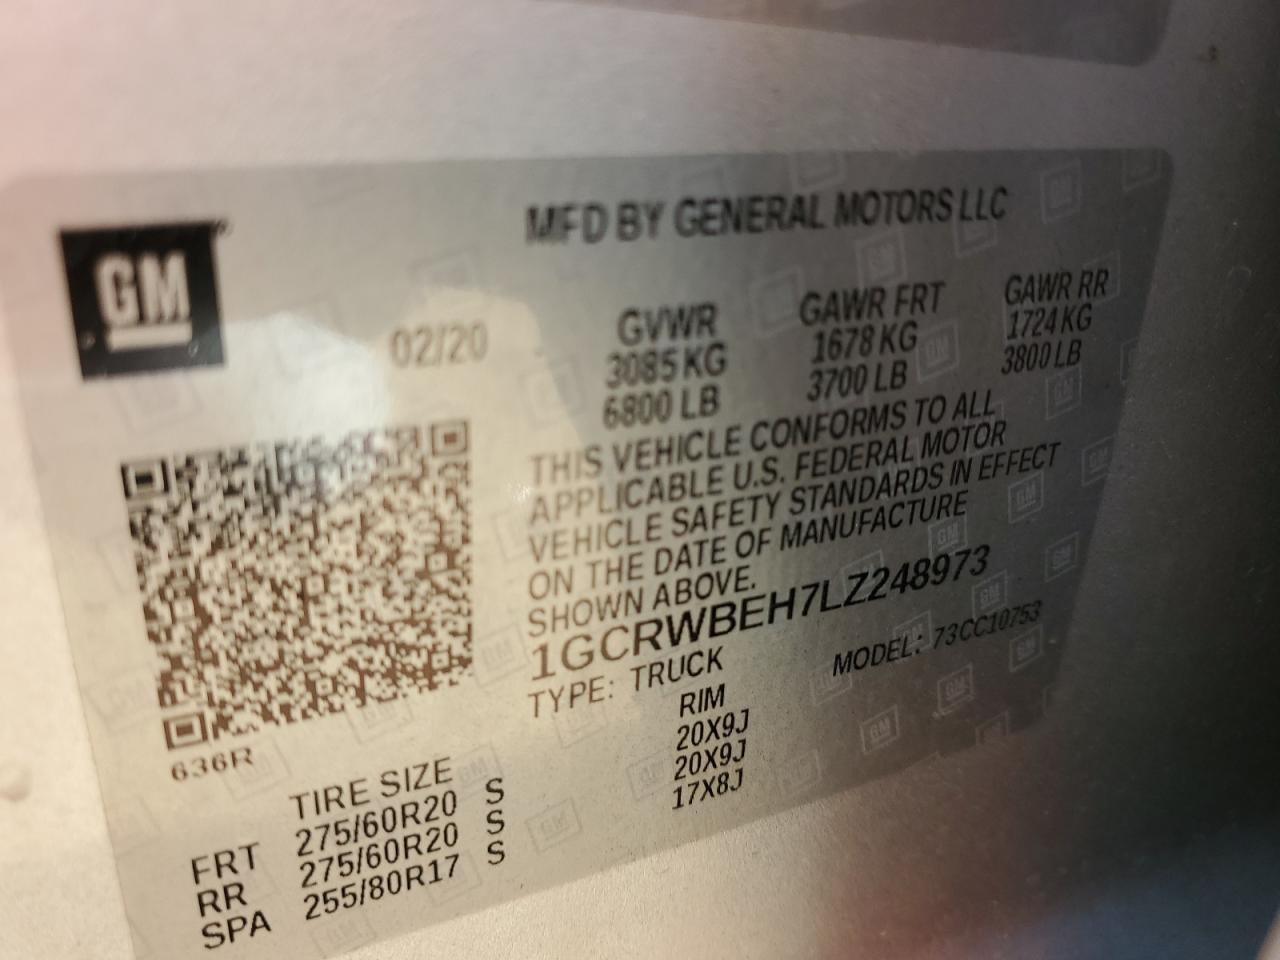 GM
MFD BY GENERAL MOTORS LLC
02/20
GVWR GAWR FRT GAWR RR
3085 KG 1678 KG 1724 KG
6800 LB 3700 LB 3800 LB
THIS VEHICLE CONFORMS TO ALL
APPLICABLE U.S. FEDERAL MOTOR
VEHICLE SAFETY STANDARDS IN EFFECT
ON THE DATE OF MANUFACTURE
SHOWN ABOVE.
1GCRWBEH7LZ248973
TYPE: TRUCK MODEL: 73CC10753
636R
TIRE SIZE RIM
FRT 275/60R20 S 20X9J
RR 275/60R20 S 20X9J
SPA 255/80R17 S 17X8J